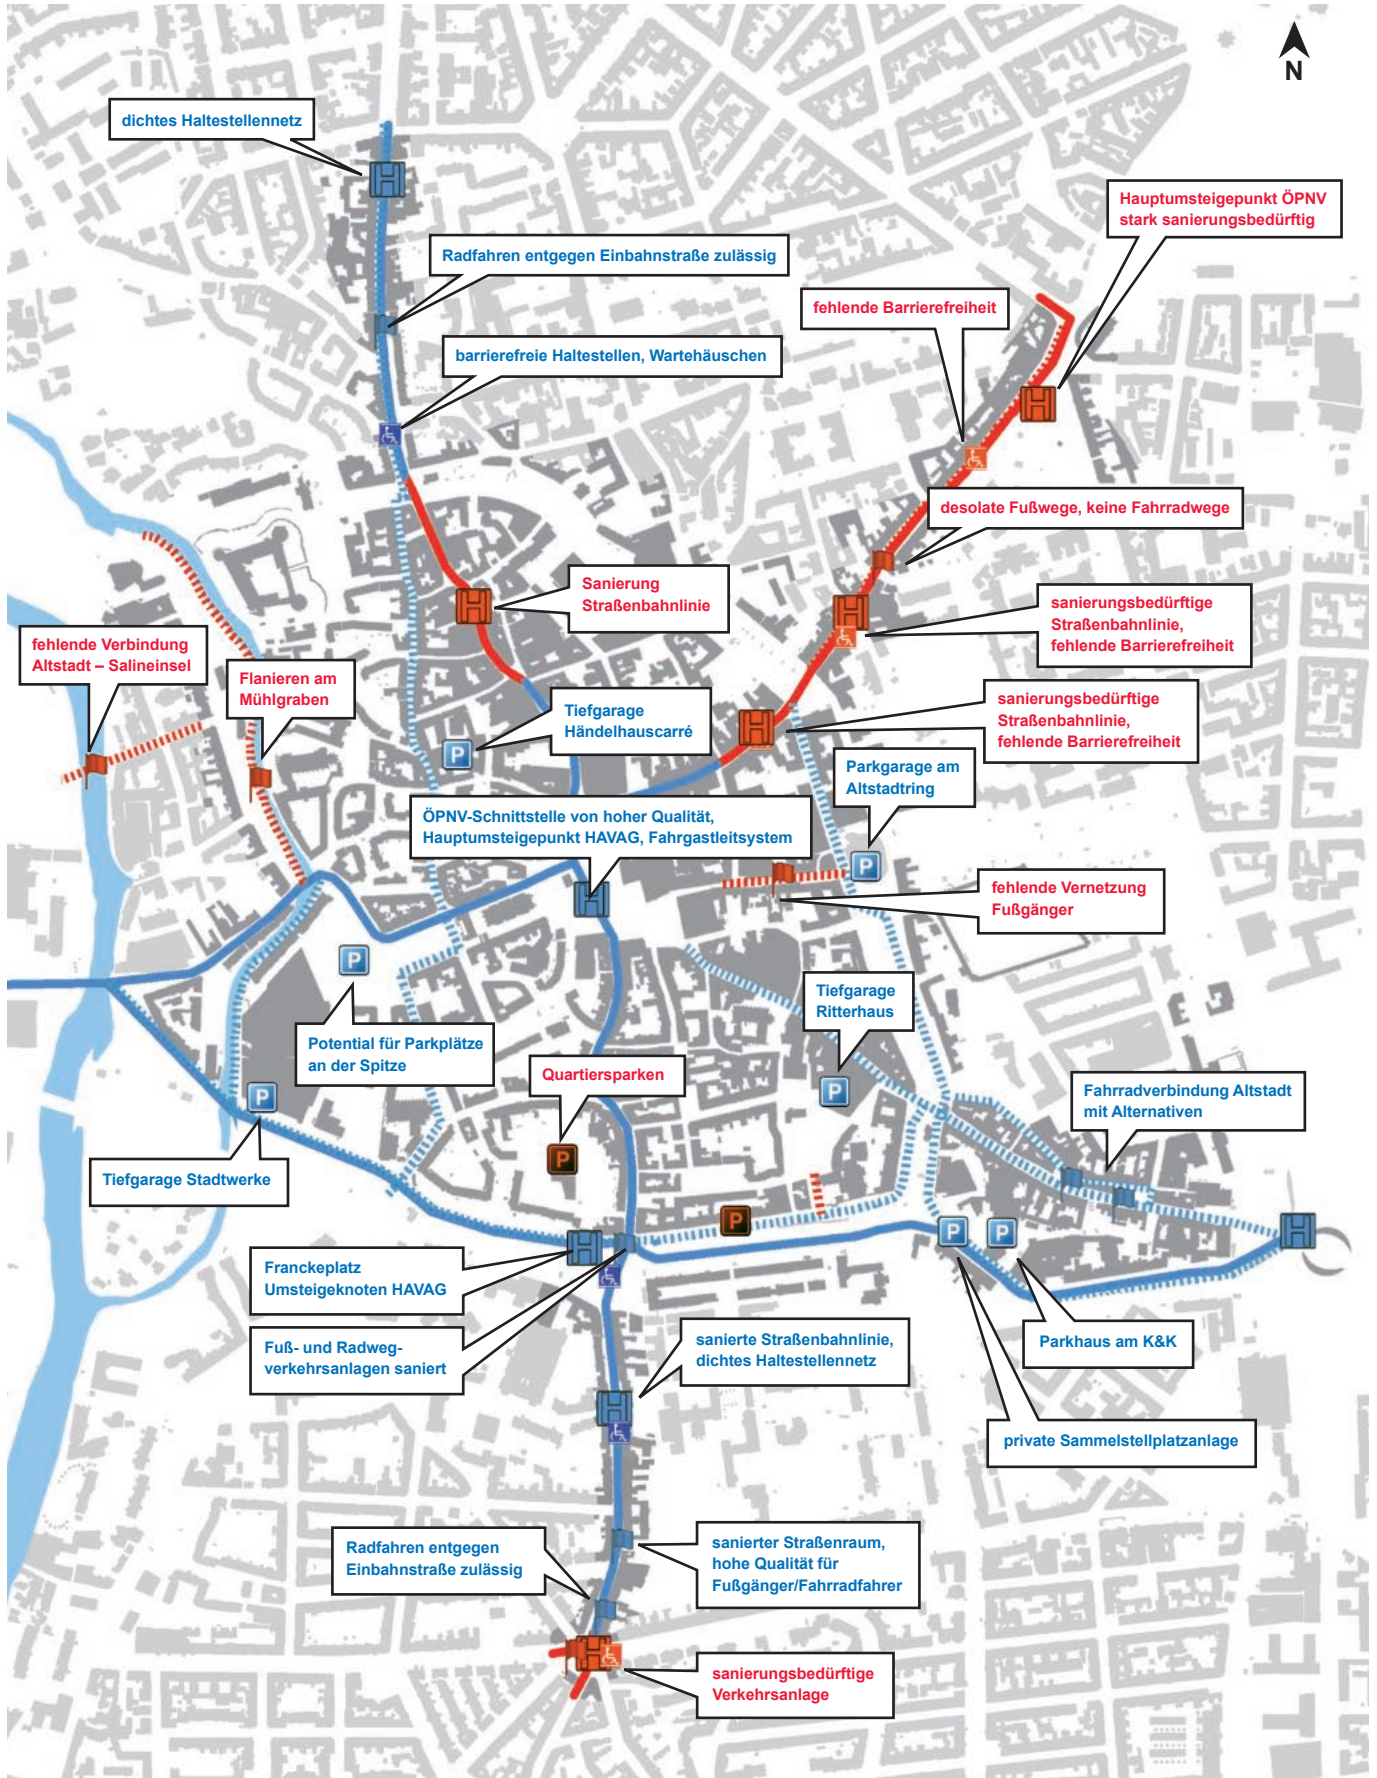 N
dichtes Haltestellennetz
Hauptumsteigepunkt ÖPNV
stark sanierungsbedürftig
Radfahren entgegen Einbahnstraße zulässig
fehlende Barrierefreiheit
barrierefreie Haltestellen, Wartehäuschen
desolate Fußwege, keine Fahrradwege
Sanierung
Straßenbahnlinie
sanierungsbedürftige
Straßenbahnlinie,
fehlende Barrierefreiheit
fehlende Verbindung
Altstadt – Salineinsel
Flanieren am
Mühlgraben
sanierungsbedürftige
Straßenbahnlinie,
fehlende Barrierefreiheit
Tiefgarage
Händelhauscarré
Parkgarage am
Altstadtring
ÖPNV-Schnittstelle von hoher Qualität,
Hauptumsteigepunkt HAVAG, Fahrgastleitsystem
fehlende Vernetzung
Fußgänger
Tiefgarage
Ritterhaus
Potential für Parkplätze
an der Spitze
Quartiersparken
Fahrradverbindung Altstadt
mit Alternativen
Tiefgarage Stadtwerke
Franckeplatz
Umsteigeknoten HAVAG
Fuß- und Radweg-
verkehrsanlagen saniert
sanierte Straßenbahnlinie,
dichtes Haltestellennetz
Parkhaus am K&K
private Sammelstellplatzanlage
Radfahren entgegen
Einbahnstraße zulässig
sanierter Straßenraum,
hohe Qualität für
Fußgänger/Fahrradfahrer
sanierungsbedürftige
Verkehrsanlage
H
H
H
H
H
H
H
H
H
H
H
P
P
P
P
P
P
P
P
P